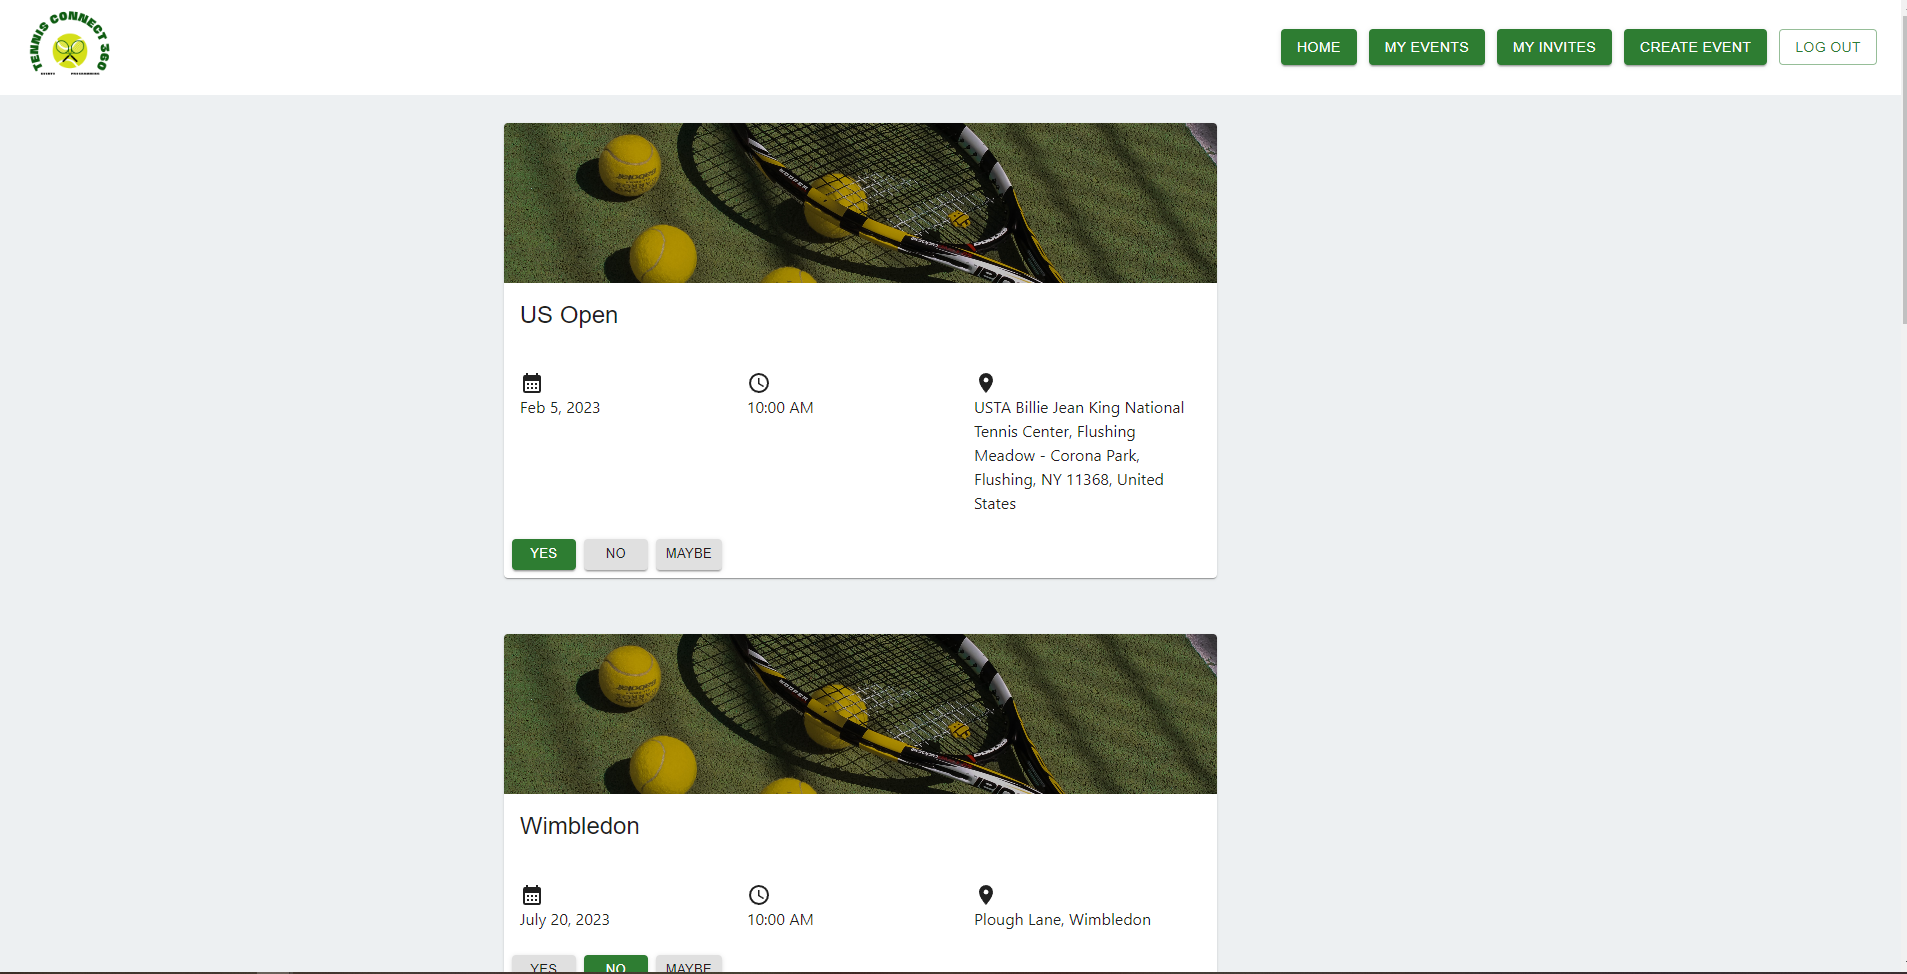 TENNIS CONNECT 360
HOME
MY EVENTS
MY INVITES
CREATE EVENT
LOG OUT
US Open
Feb 5, 2023
10:00 AM
USTA Billie Jean King National
Tennis Center, Flushing
Meadow - Corona Park,
Flushing, NY 11368, United
States
YES
NO
MAYBE
Wimbledon
July 20, 2023
10:00 AM
Plough Lane, Wimbledon
YES
NO
MAYBE